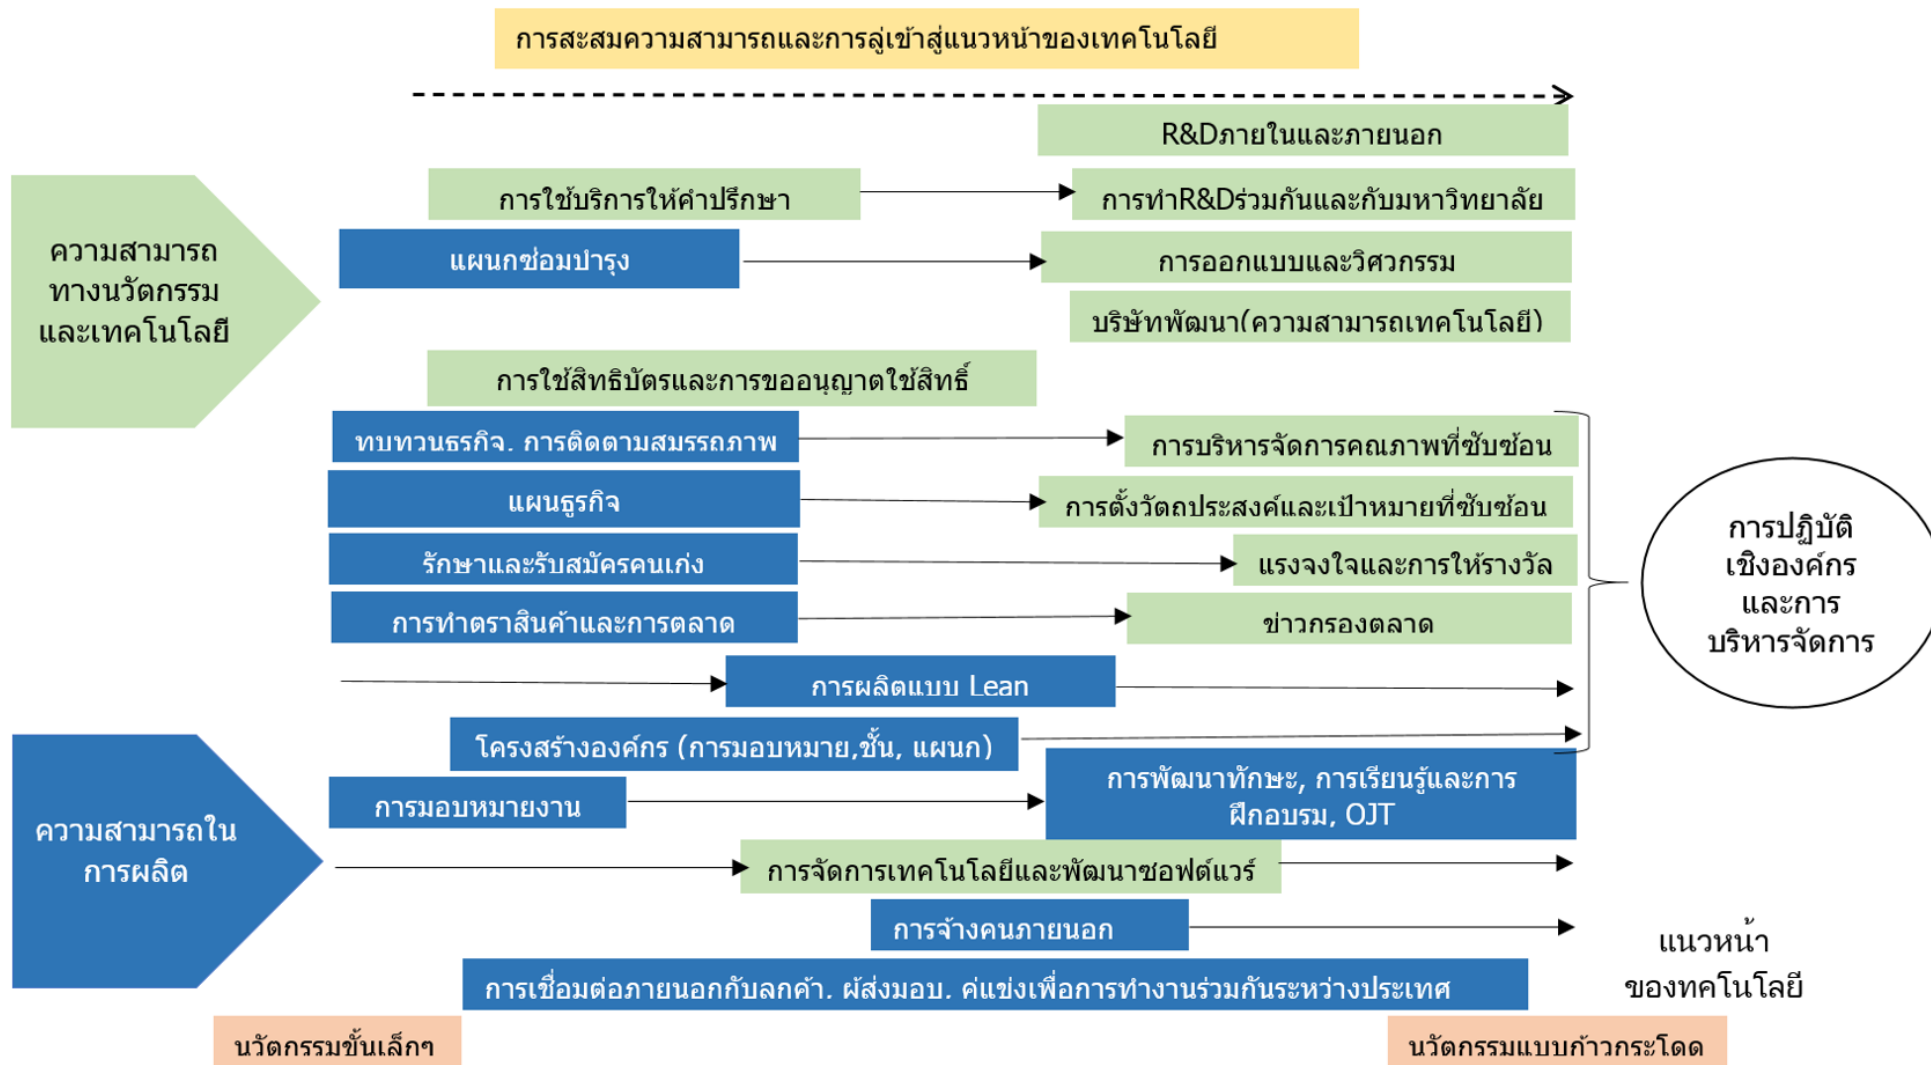 การสะสมความสามารถและการลู่เข้าสู่แนวหน้าของเทคโนโลยี
R&Dภายในและภายนอก
การใช้บริการให้คำปรึกษา
การทำR&Dร่วมกันและกับมหาวิทยาลัย
ความสามารถ
ทางนวัตกรรม
และเทคโนโลยี
แผนกซ่อมบำรุง
การออกแบบและวิศวกรรม
บริษัทพัฒนา(ความสามารถเทคโนโลยี)
การใช้สิทธิบัตรและการขออนุญาตใช้สิทธิ์
ทบทวนธุรกิจ, การติดตามสมรรถภาพ
การบริหารจัดการคุณภาพที่ซับซ้อน
แผนธุรกิจ
การตั้งวัตถุประสงค์และเป้าหมายที่ซับซ้อน
รักษาและรับสมัครคนเก่ง
แรงจูงใจและการให้รางวัล
การทำตราสินค้าและการตลาด
ข่าวกรองตลาด
การปฏิบัติ
เชิงองค์กร
และการ
บริหารจัดการ
การผลิตแบบ Lean
โครงสร้างองค์กร (การมอบหมาย,ชั้น, แผนก)
การมอบหมายงาน
การพัฒนาทักษะ, การเรียนรู้และการ
ฝึกอบรม, OJT
ความสามารถใน
การผลิต
การจัดการเทคโนโลยีและพัฒนาซอฟต์แวร์
การจ้างคนภายนอก
แนวหน้า
ของทคโนโลยี
การเชื่อมต่อภายนอกกับลูกค้า, ผู้ส่งมอบ, คู่แข่งเพื่อการทำงานร่วมกันระหว่างประเทศ
นวัตกรรมขั้นเล็กๆ
นวัตกรรมแบบก้าวกระโดด